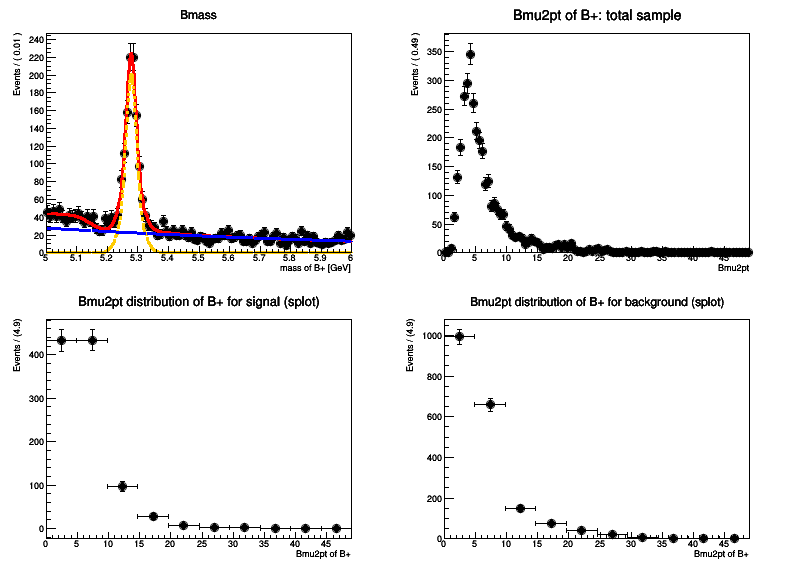 Bmass
Events / ( 0.01 )
240
220
200
180
160
140
120
100
80
60
40
20
0
5 5.1 5.2 5.3 5.4 5.5 5.6 5.7 5.8 5.9 6
mass of B+ [GeV]
Bmu2pt of B+: total sample
Events / ( 0.49 )
350
300
250
200
150
100
50
0
0 5 10 15 20 25 30 35 40 45
Bmu2pt
Bmu2pt distribution of B+ for signal (splot)
Events / (4.9)
400
300
200
100
0
0 5 10 15 20 25 30 35 40 45
Bmu2pt of B+
Bmu2pt distribution of B+ for background (splot)
Events / (4.9)
1000
800
600
400
200
0
0 5 10 15 20 25 30 35 40 45
Bmu2pt of B+